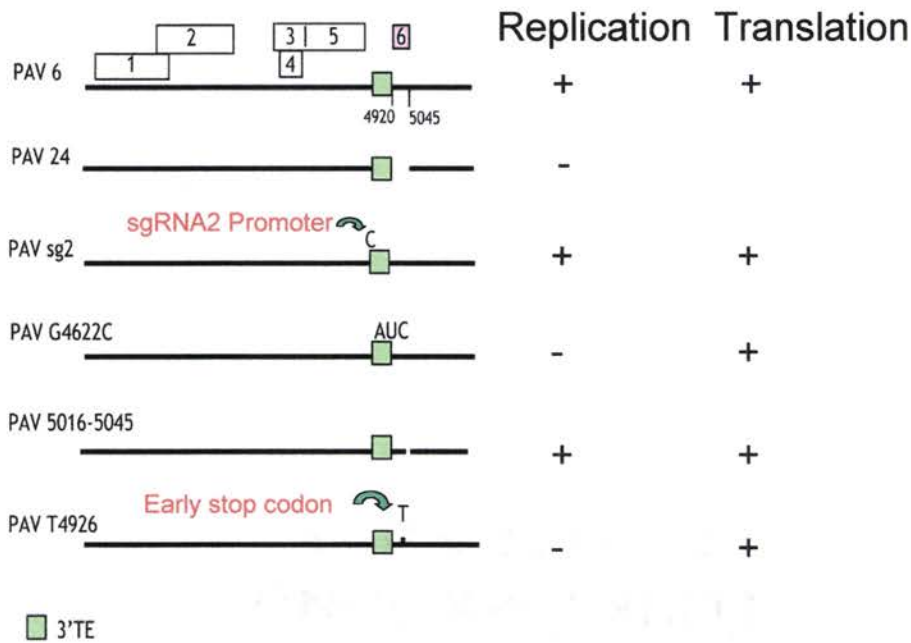 Replication Translation
2 3 5 6
1 4
PAV 6 + +
4920 5045
PAV 24 -
sgRNA2 Promoter
C
PAV sg2 + +
PAV G4622C AUC - +
PAV 5016-5045 + +
Early stop codon
T
PAV T4926 - +
3'TE